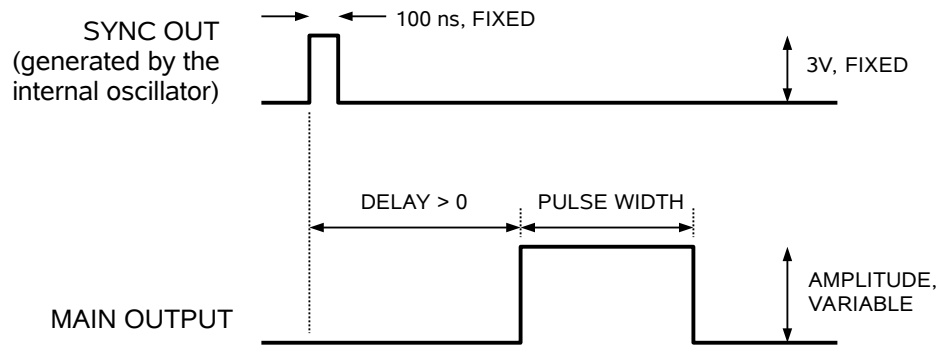 100 ns, FIXED
SYNC OUT
(generated by the
internal oscillator)
3V, FIXED
DELAY > 0
PULSE WIDTH
AMPLITUDE,
VARIABLE
MAIN OUTPUT